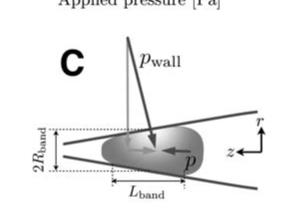 Applied pressure [Pa]
C
p_wall
r
2R_band
z
p
L_band